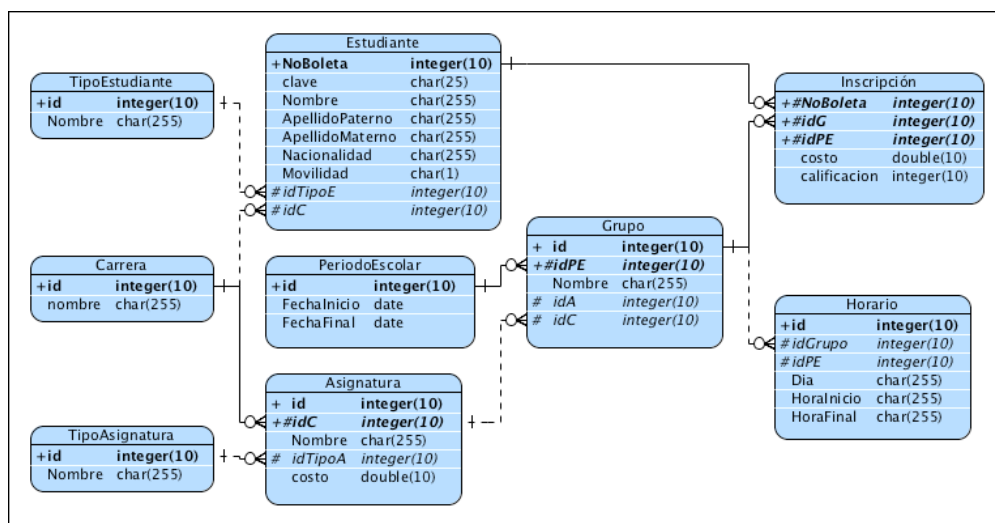 TipoEstudiante
+id integer(10)
Nombre char(255)
Estudiante
+NoBoleta integer(10)
clave char(25)
Nombre char(255)
ApellidoPaterno char(255)
ApellidoMaterno char(255)
Nacionalidad char(255)
Movilidad char(1)
#idTipoE integer(10)
#idC integer(10)
Inscripción
+#NoBoleta integer(10)
+#idG integer(10)
+#idPE integer(10)
costo double(10)
calificacion integer(10)
Carrera
+id integer(10)
nombre char(255)
PeriodoEscolar
+id integer(10)
FechaInicio date
FechaFinal date
Grupo
+ id integer(10)
+#idPE integer(10)
Nombre char(255)
# idA integer(10)
# idC integer(10)
Horario
+id integer(10)
#idGrupo integer(10)
#idPE integer(10)
Dia char(255)
HoraInicio char(255)
HoraFinal char(255)
TipoAsignatura
+id integer(10)
Nombre char(255)
Asignatura
+ id integer(10)
+#idC integer(10)
Nombre char(255)
# idTipoA integer(10)
costo double(10)